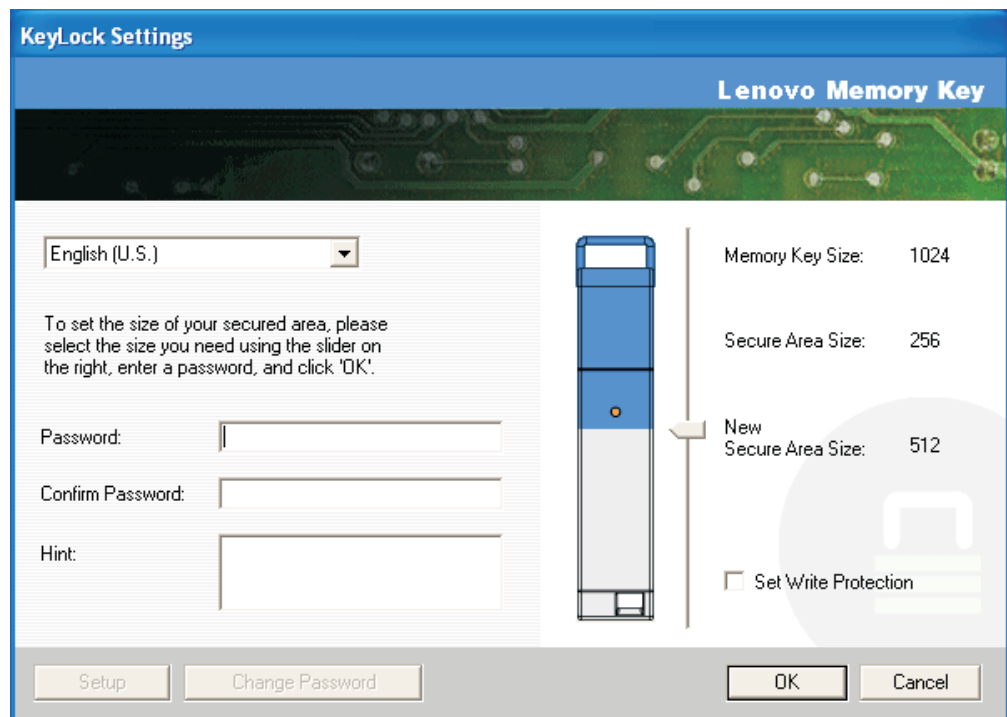 KeyLock Settings
Lenovo Memory Key
English (U.S.)
To set the size of your secured area, please
select the size you need using the slider on
the right, enter a password, and click 'OK'.
Password:
Confirm Password:
Hint:
Memory Key Size: 1024
Secure Area Size: 256
New
Secure Area Size: 512
Set Write Protection
Setup
Change Password
OK
Cancel